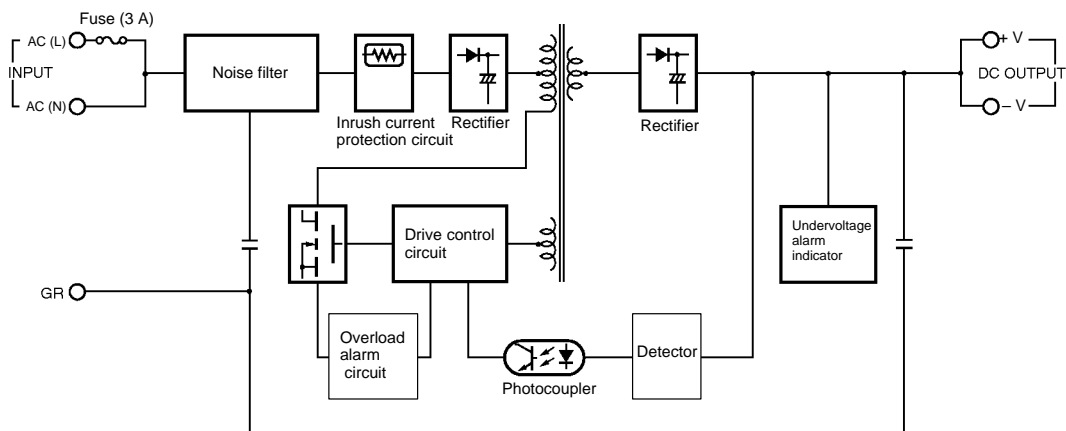 Fuse (3 A)
AC (L)
INPUT
AC (N)
Noise filter
Inrush current
protection circuit
Rectifier
Rectifier
+ V
DC OUTPUT
– V
Drive control
circuit
Undervoltage
alarm
indicator
GR
Overload
alarm
circuit
Photocoupler
Detector